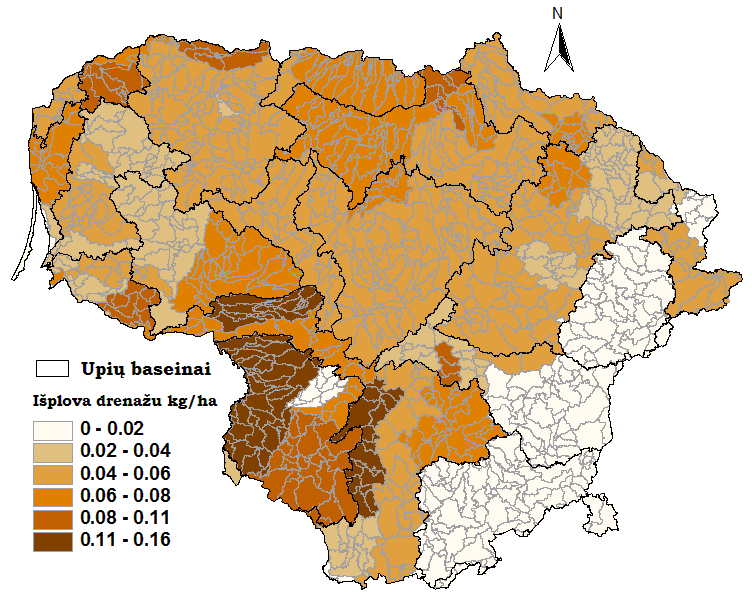 N
Upių baseinai
Išplova drenažu kg/ha
0 - 0.02
0.02 - 0.04
0.04 - 0.06
0.06 - 0.08
0.08 - 0.11
0.11 - 0.16